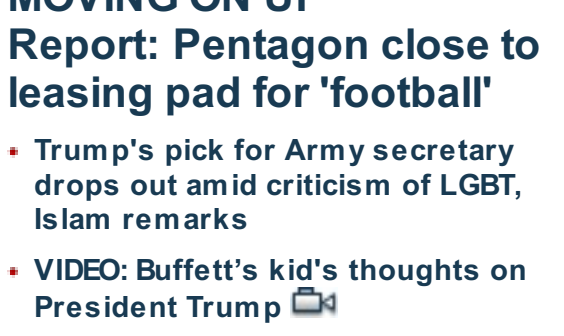 MOVING ON UP
Report: Pentagon close to
leasing pad for 'football'
Trump's pick for Army secretary
drops out amid criticism of LGBT,
Islam remarks
VIDEO: Buffett’s kid's thoughts on
President Trump